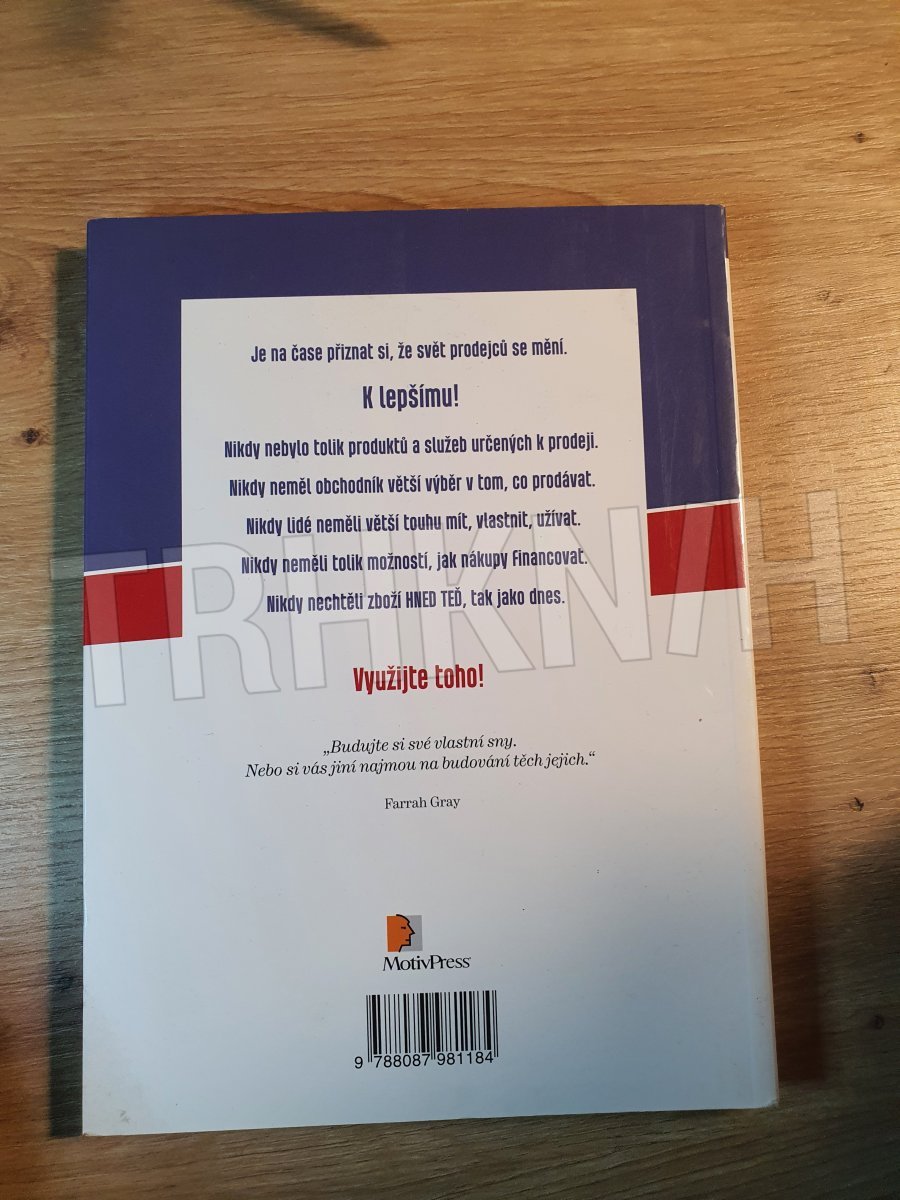 Je na čase přiznat si, že svět prodejců se mění.
K lepšímu!
Nikdy nebylo tolik produktů a služeb určených k prodeji.
Nikdy neměl obchodník větší výběr v tom, co prodávat.
Nikdy lidé neměli větší touhu mít, vlastnit, užívat.
Nikdy neměli tolik možností, jak nákupy financovat.
Nikdy nechtěli zboží HNED TEĎ, tak jako dnes.
TRHKNIH
Využijte toho!
„Budujte si své vlastní sny.
Nebo si vás jiní najmou na budování těch jejich.“
Farrah Gray
MotivPress
9 788087 981184